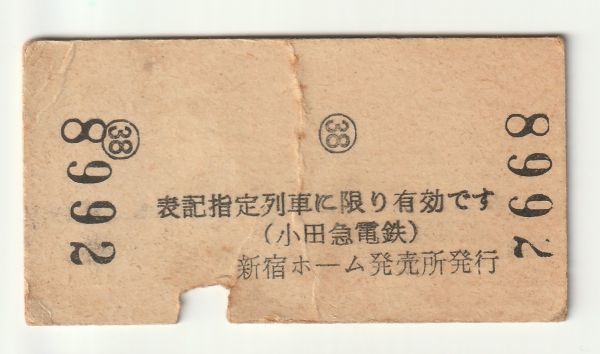 8992
㊳
㊳
表記指定列車に限り有効です
(小田急電鉄)
新宿ホーム発売所発行
8992